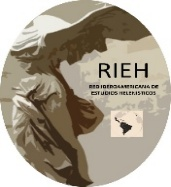 RIEH
RED IBEROAMERICANA DE
ESTUDIOS HELENÍSTICOS